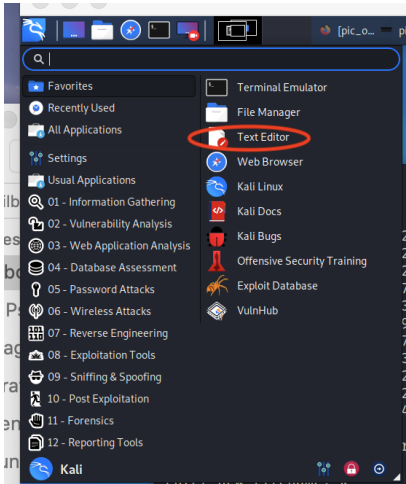 [pic_o...
Favorites
Recently Used
All Applications
Settings
Usual Applications
01 - Information Gathering
02 - Vulnerability Analysis
03 - Web Application Analysis
04 - Database Assessment
05 - Password Attacks
06 - Wireless Attacks
07 - Reverse Engineering
08 - Exploitation Tools
09 - Sniffing & Spoofing
10 - Post Exploitation
11 - Forensics
12 - Reporting Tools
Terminal Emulator
File Manager
Text Editor
Web Browser
Kali Linux
Kali Docs
Kali Bugs
Offensive Security Training
Exploit Database
VulnHub
Kali